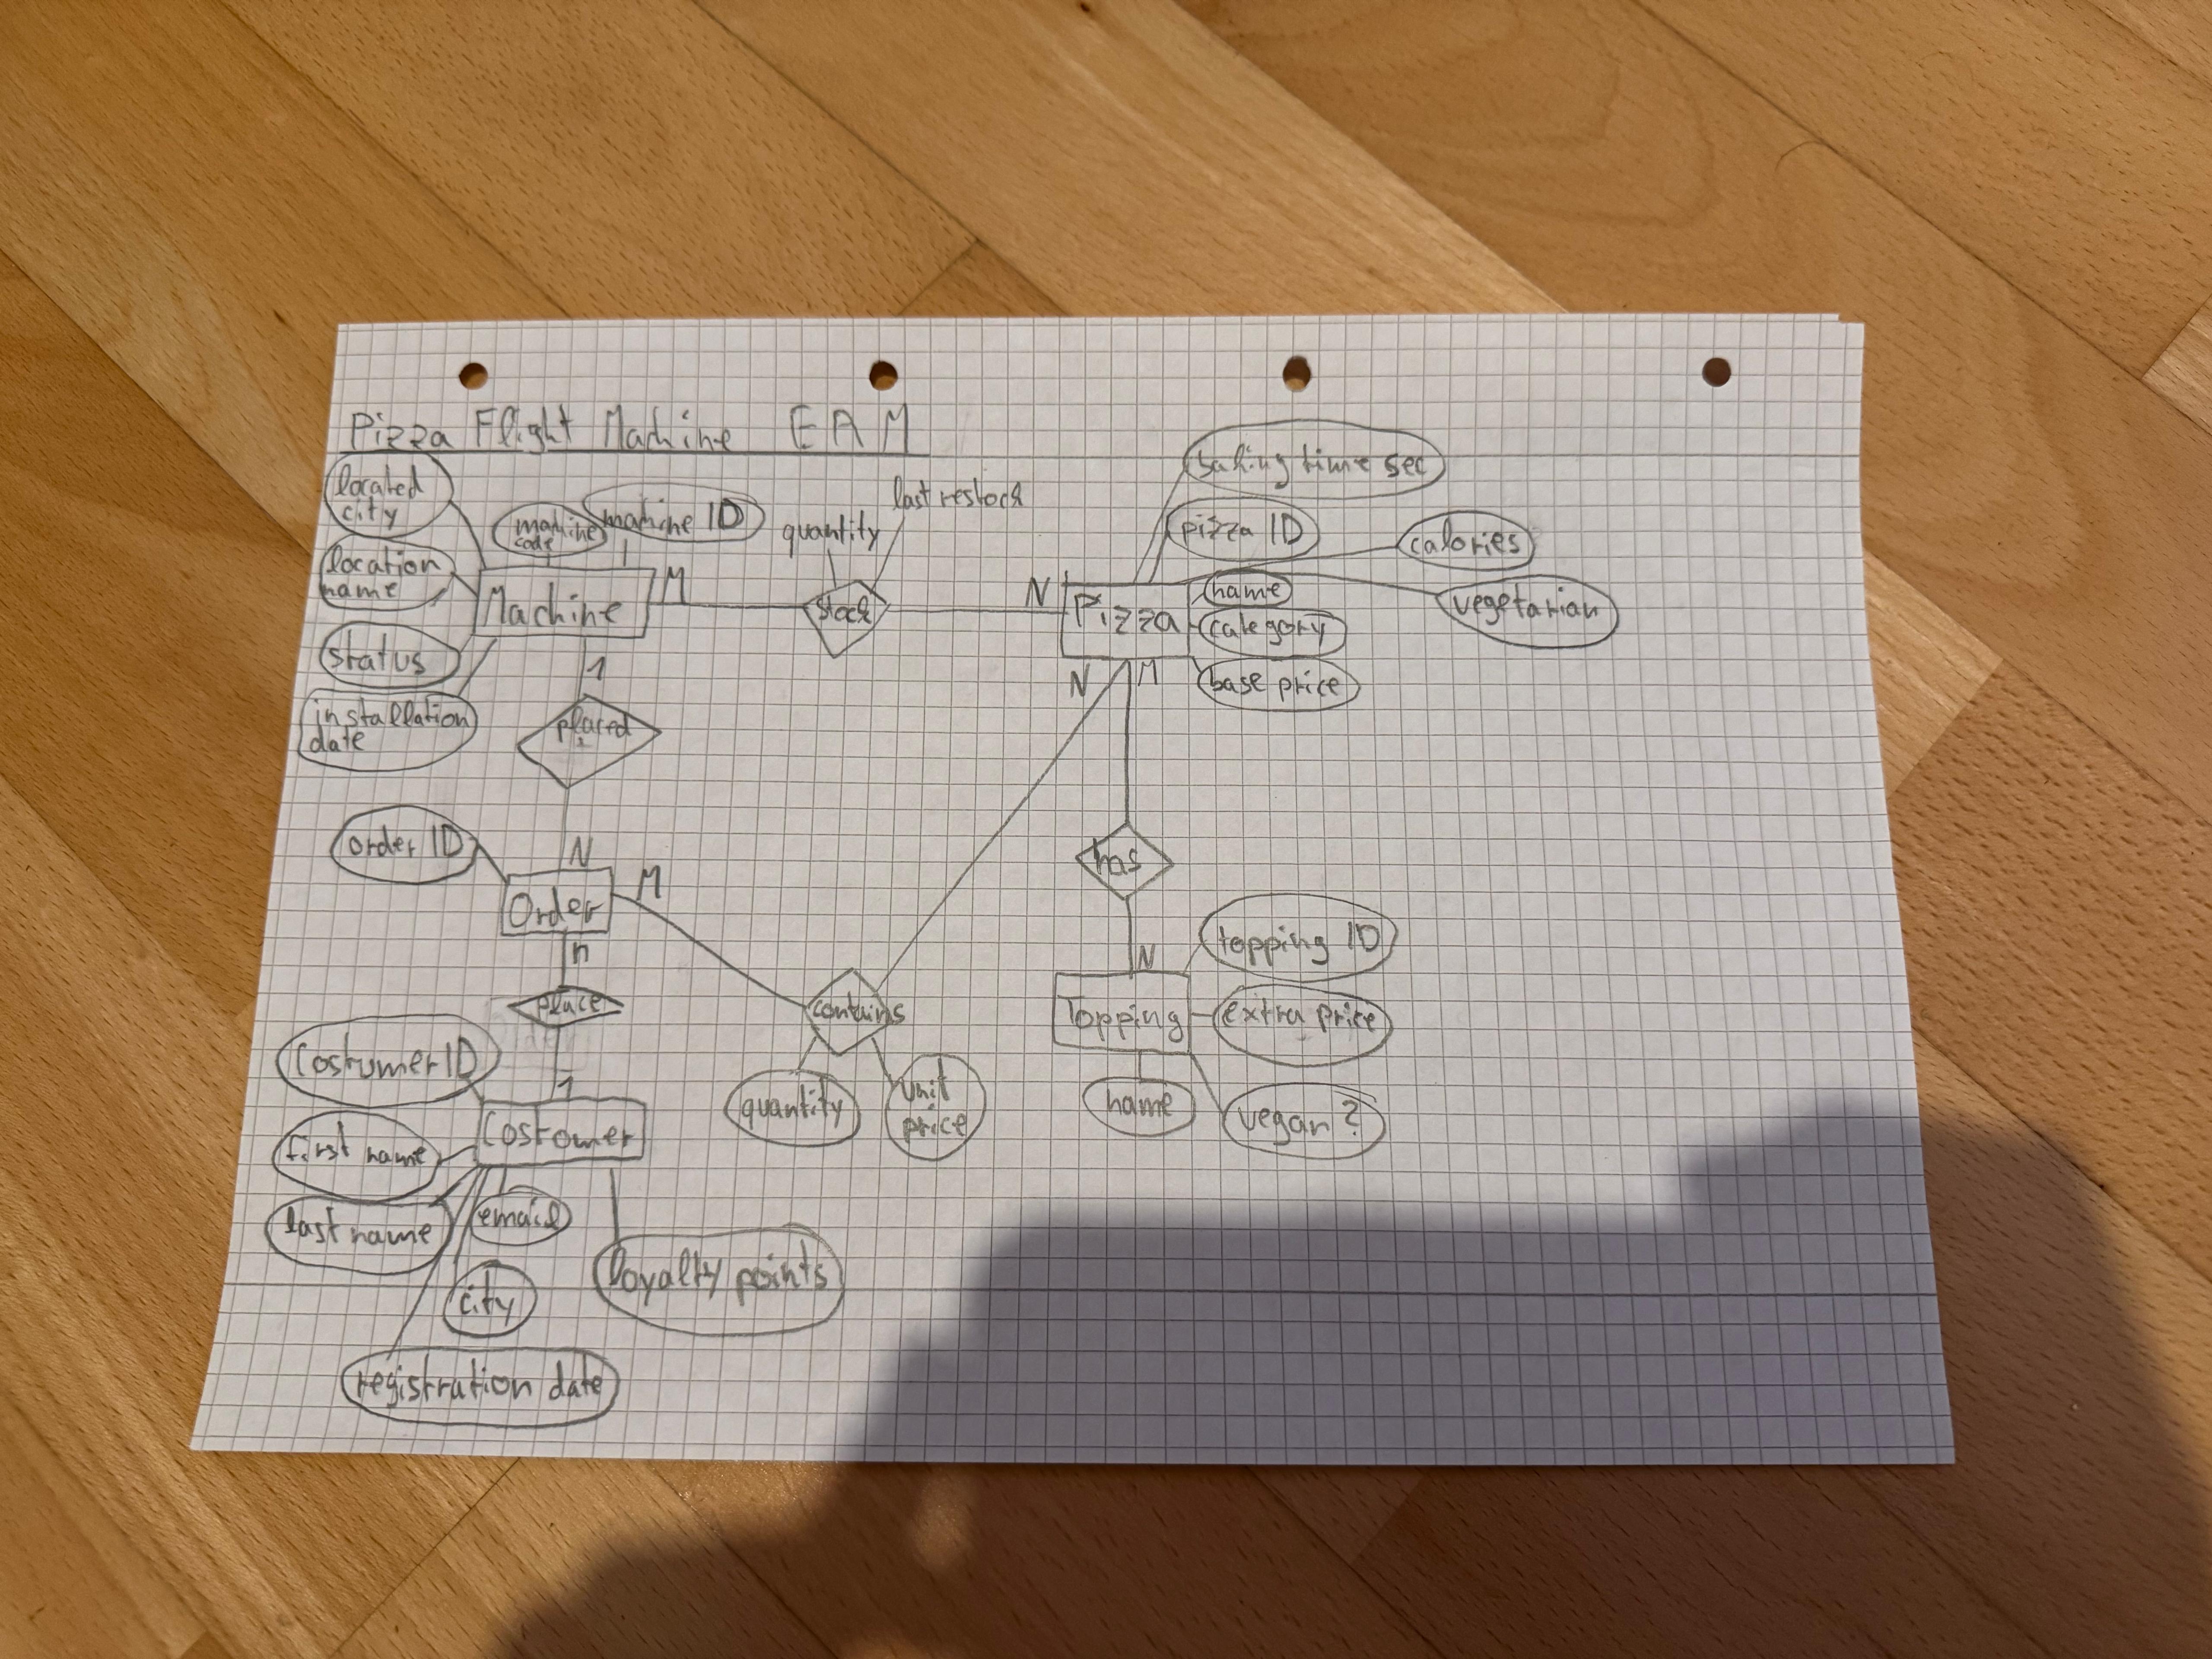 Pizza Flight Machine E A M
located
city
machine
code
machine ID
quantity
last restock
baking time sec
pizza ID
calories
location
name
Machine
M
stock
N
Pizza
name
category
base price
vegetarian
status
installation
date
1
placed
N
M
order ID
N
Order
M
has
n
place
contains
N
Topping
topping ID
extra price
name
vegan ?
quantity
unit
price
Costumer ID
1
Costomer
first name
last name
email
city
loyalty points
registration date